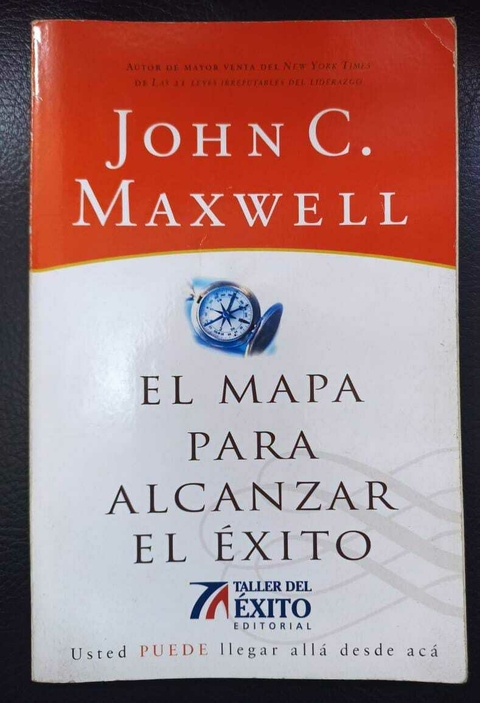 AUTOR DE MAYOR VENTA DEL NEW YORK TIMES
DE LAS 21 LEYES IRREFUTABLES DEL LIDERAZGO
JOHN C.
MAXWELL
EL MAPA
PARA
ALCANZAR
EL ÉXITO
TALLER DEL
ÉXITO
EDITORIAL
Usted PUEDE llegar allá desde acá